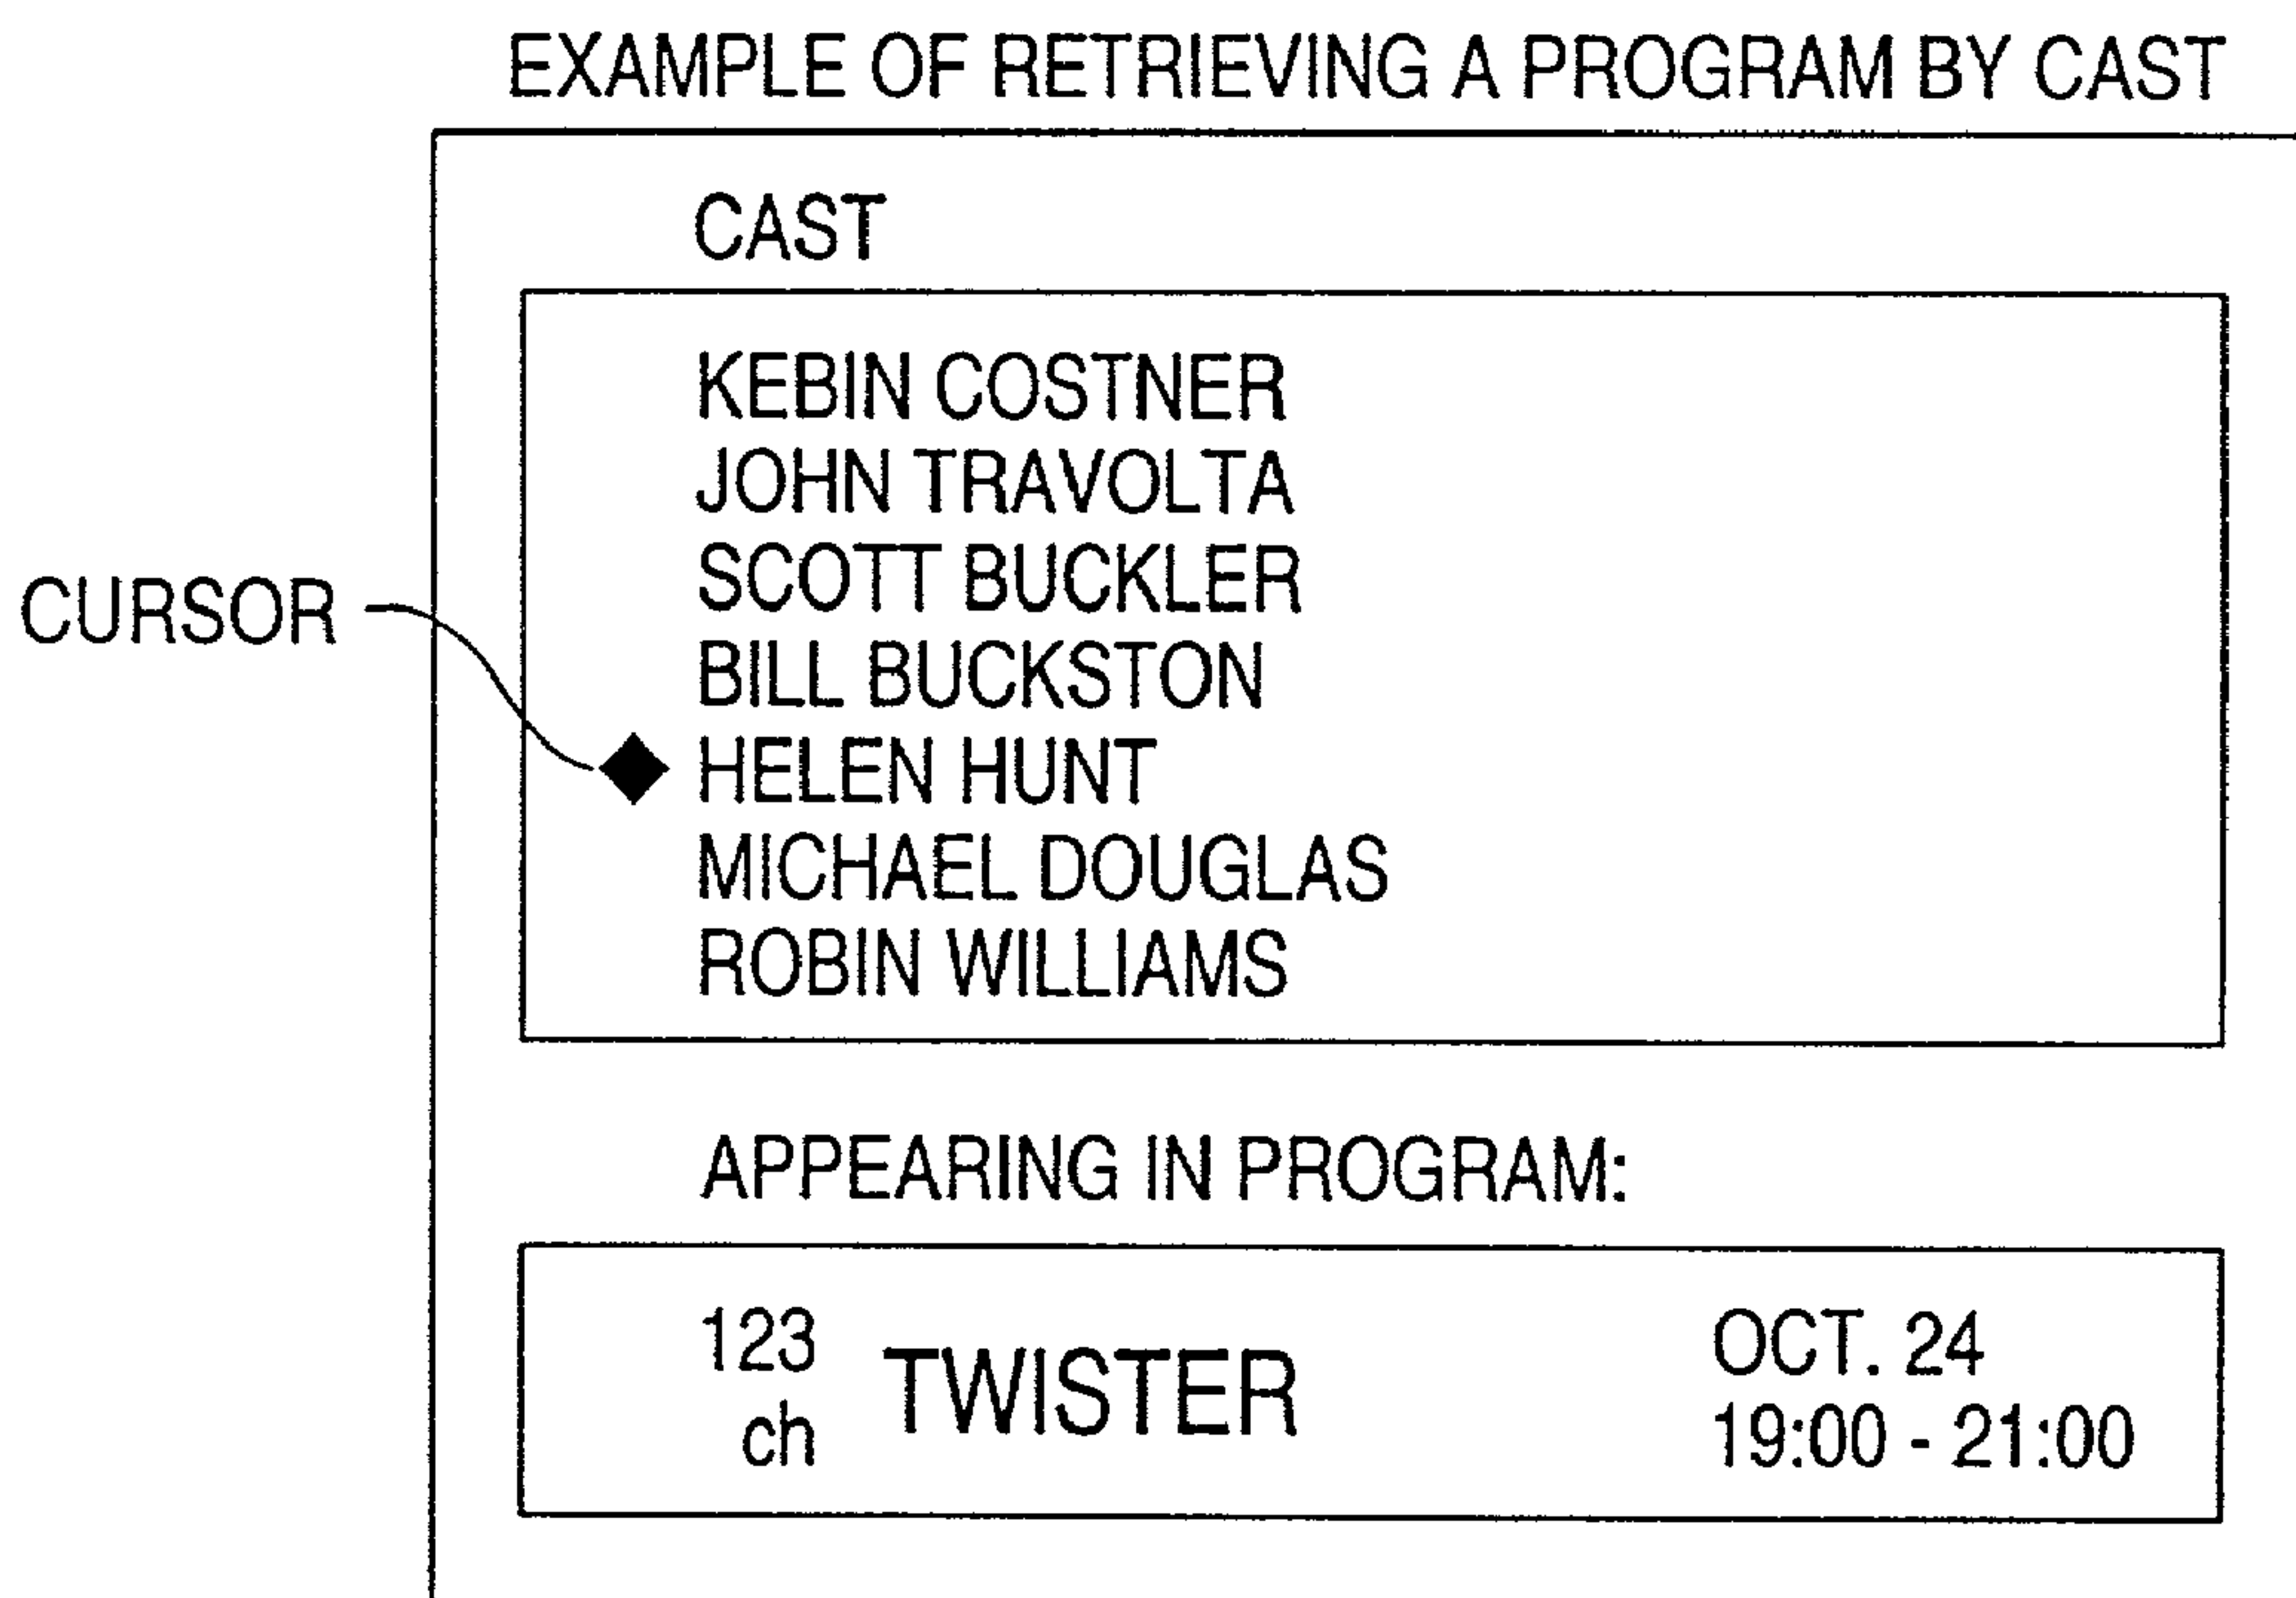 EXAMPLE OF RETRIEVING A PROGRAM BY CAST
CAST
KEBIN COSTNER
JOHN TRAVOLTA
SCOTT BUCKLER
BILL BUCKSTON
CURSOR
HELEN HUNT
MICHAEL DOUGLAS
ROBIN WILLIAMS
APPEARING IN PROGRAM:
123 ch
TWISTER
OCT. 24
19:00 - 21:00